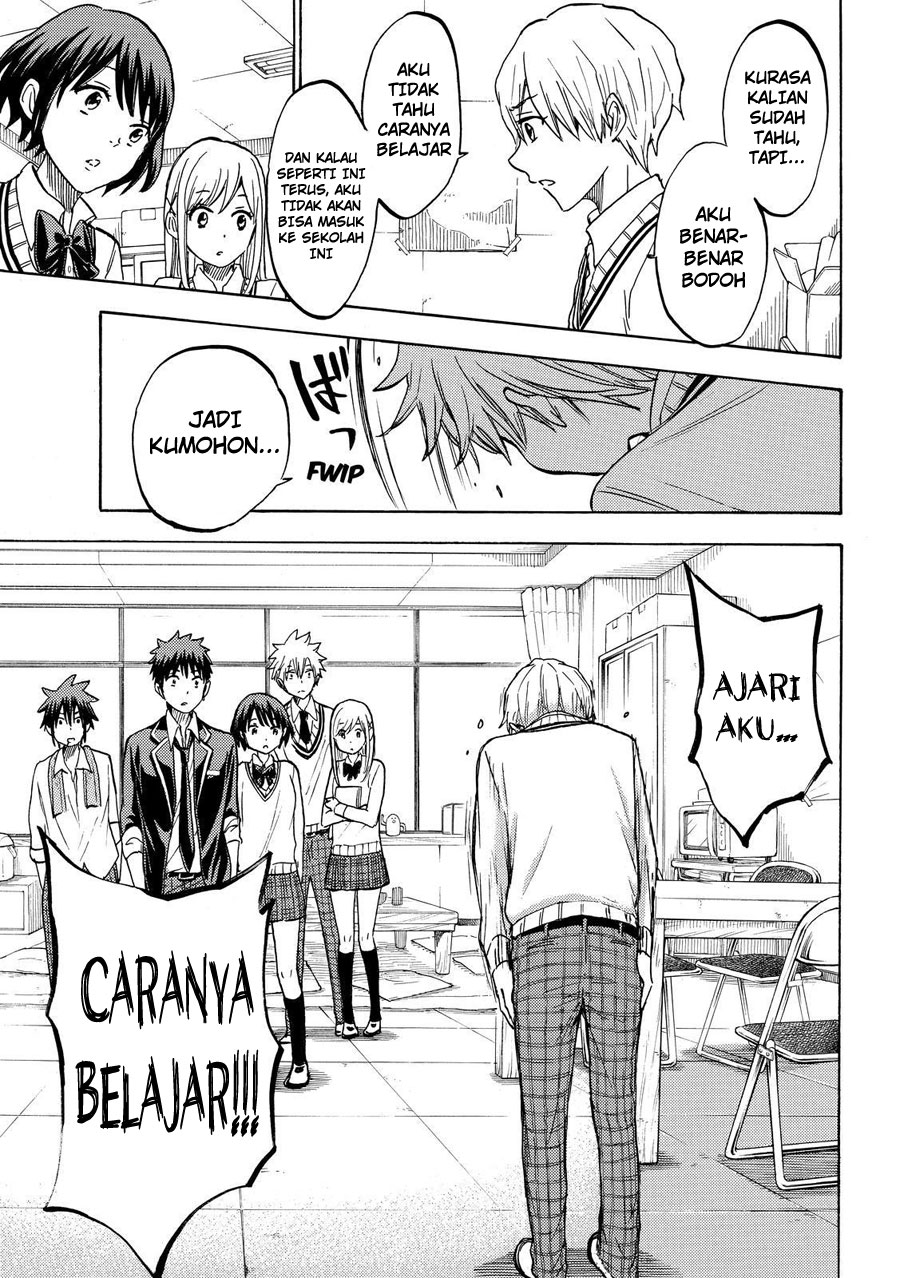 KURASA
KALIAN
SUDAH
TAHU,
TAPI...
AKU
BENAR-
BENAR
BODOH
AKU
TIDAK
TAHU
CARANYA
BELAJAR
DAN KALAU
SEPERTI INI
TERUS, AKU
TIDAK AKAN
BISA MASUK
KE SEKOLAH
INI
ばっ
FWIP
JADI
KUMOHON...
AJARI
AKU,,,
CARANYA
BELAJAR!!!